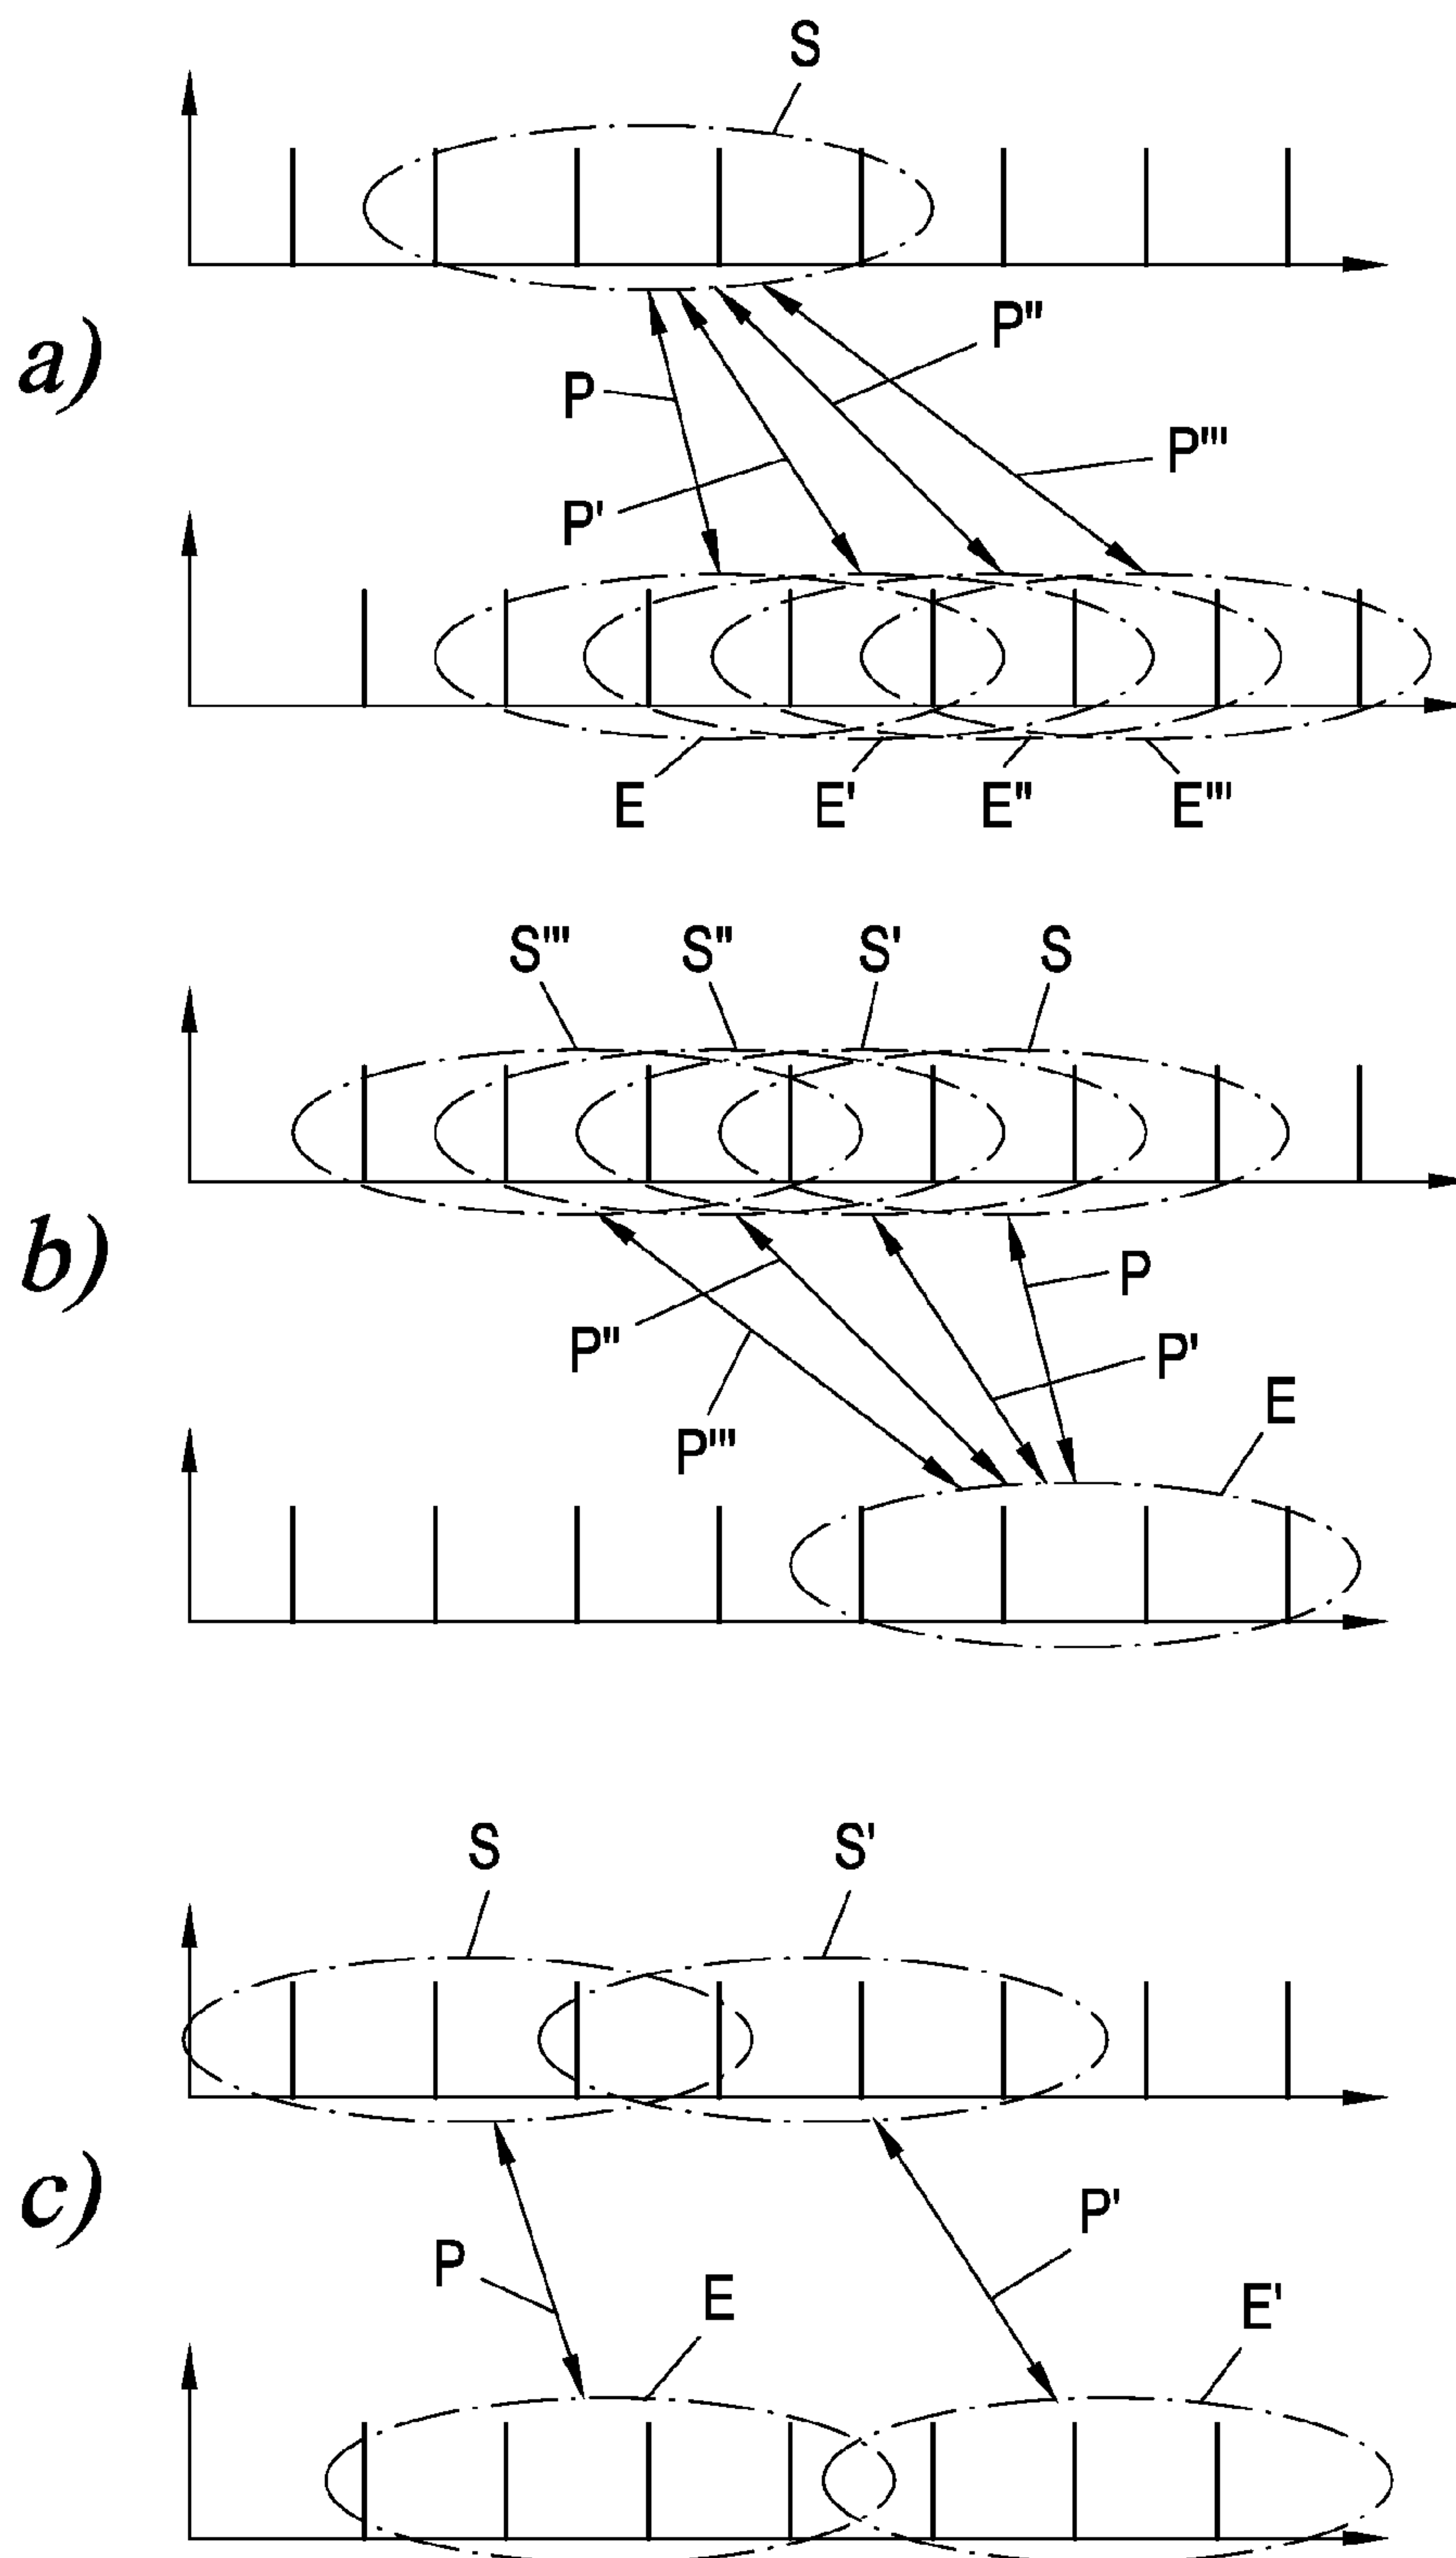 S
a)
P"
P
P'''
P'
E E' E" E'''
S''' S" S' S
b)
P
P"
P'
E
P'''
S S'
c)
P'
P
E
E'